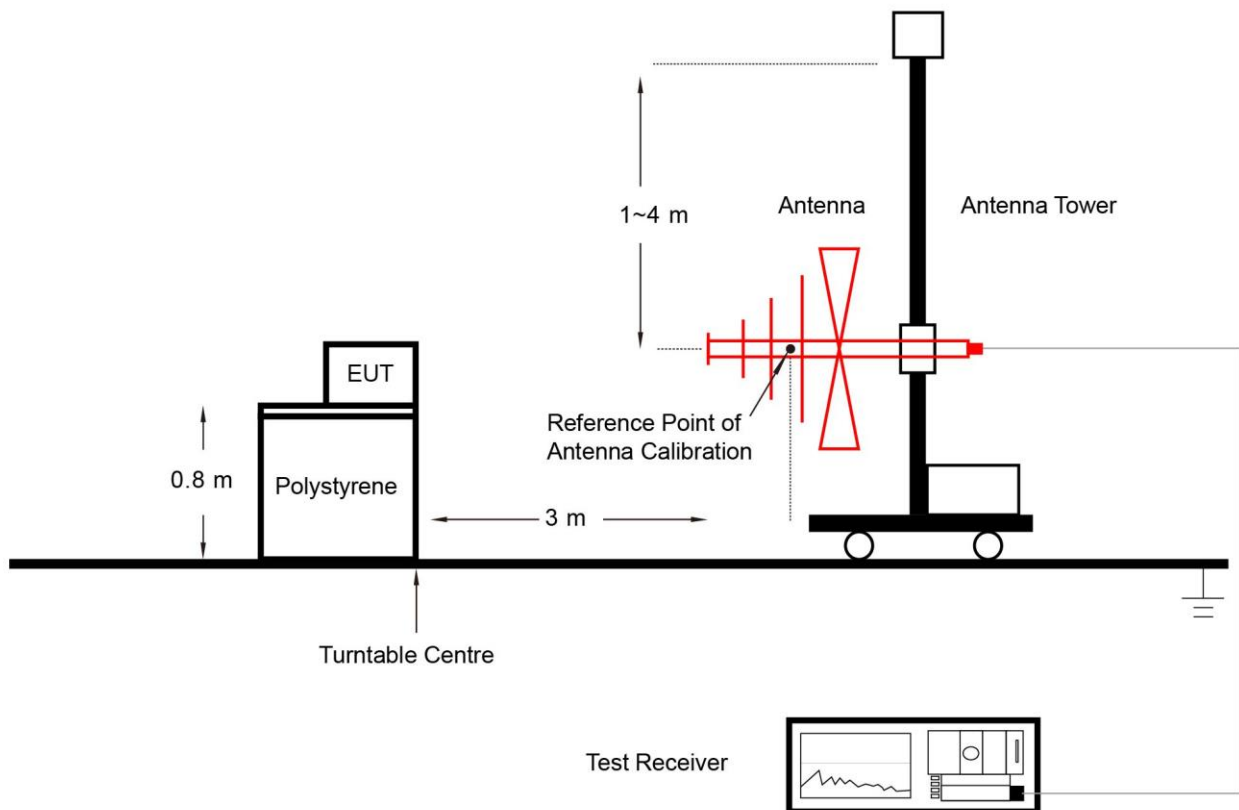 1~4 m
Antenna
Antenna Tower
EUT
Reference Point of
Antenna Calibration
0.8 m
Polystyrene
3 m
Turntable Centre
Test Receiver